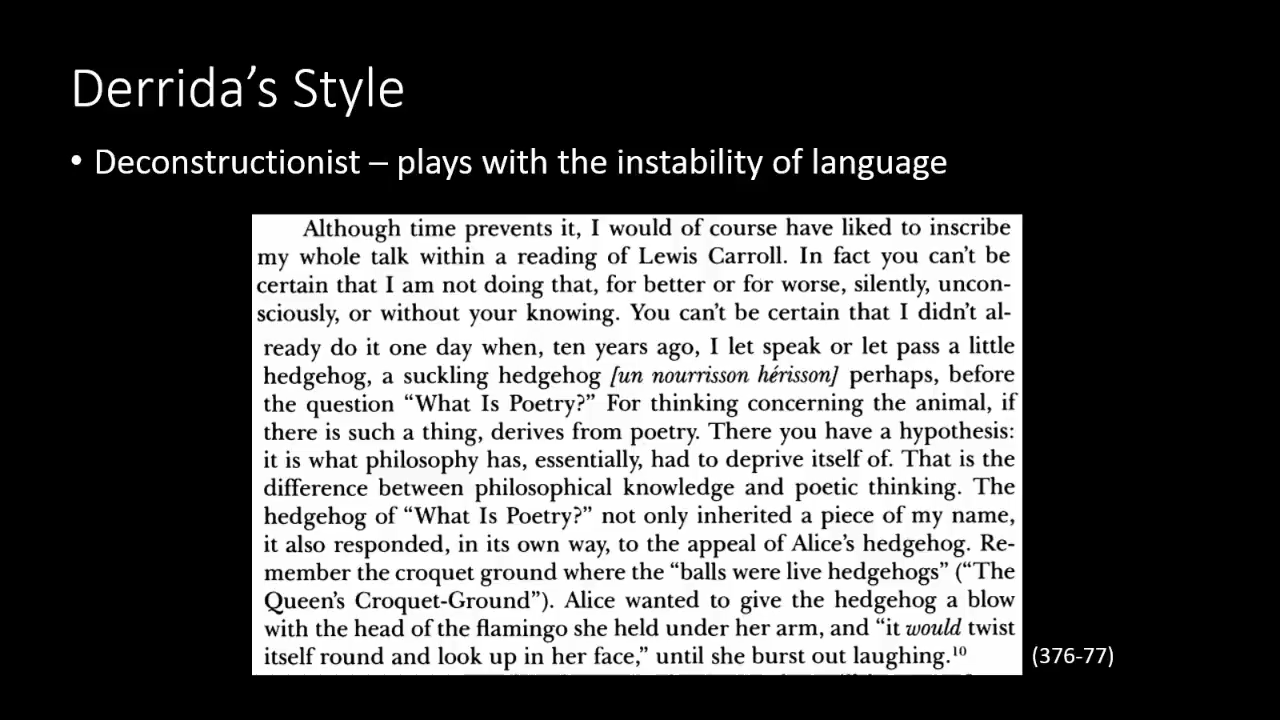 Derrida’s Style
• Deconstructionist – plays with the instability of language
Although time prevents it, I would of course have liked to inscribe
my whole talk within a reading of Lewis Carroll. In fact you can’t be
certain that I am not doing that, for better or for worse, silently, uncon-
sciously, or without your knowing. You can’t be certain that I didn’t al-
ready do it one day when, ten years ago, I let speak or let pass a little
hedgehog, a suckling hedgehog [un nourrisson hérisson] perhaps, before
the question “What Is Poetry?” For thinking concerning the animal, if
there is such a thing, derives from poetry. There you have a hypothesis:
it is what philosophy has, essentially, had to deprive itself of. That is the
difference between philosophical knowledge and poetic thinking. The
hedgehog of “What Is Poetry?” not only inherited a piece of my name,
it also responded, in its own way, to the appeal of Alice’s hedgehog. Re-
member the croquet ground where the “balls were live hedgehogs” (“The
Queen’s Croquet-Ground”). Alice wanted to give the hedgehog a blow
with the head of the flamingo she held under her arm, and “it would twist
itself round and look up in her face,” until she burst out laughing.¹⁰
(376-77)